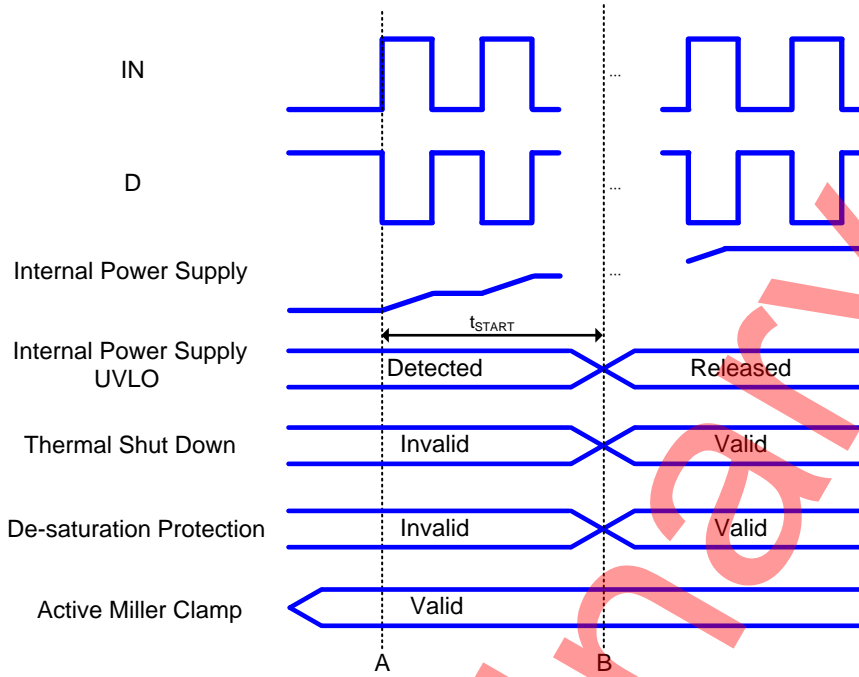 IN
...
D
...
Internal Power Supply
...
tSTART
Internal Power Supply
UVLO
Detected
Released
Thermal Shut Down
Invalid
Valid
De-saturation Protection
Invalid
Valid
Active Miller Clamp
Valid
A
B